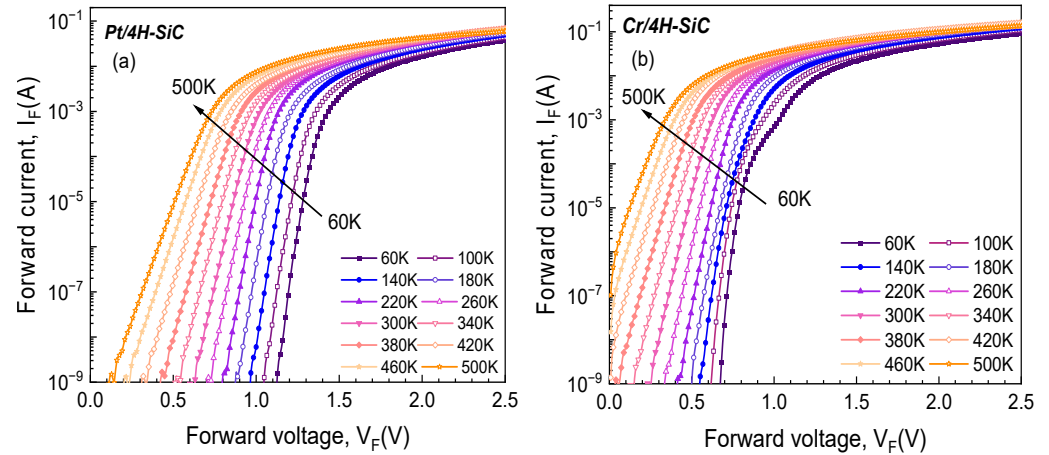 Pt/4H-SiC
(a)
500K
60K
60K 100K
140K 180K
220K 260K
300K 340K
380K 420K
460K 500K
10⁻¹
10⁻³
10⁻⁵
10⁻⁷
10⁻⁹
0.0 0.5 1.0 1.5 2.0 2.5
Forward current, I_F(A)
Forward voltage, V_F(V)
Cr/4H-SiC
(b)
500K
60K
60K 100K
140K 180K
220K 260K
300K 340K
380K 420K
460K 500K
10⁻¹
10⁻³
10⁻⁵
10⁻⁷
10⁻⁹
0.0 0.5 1.0 1.5 2.0 2.5
Forward current, I_F(A)
Forward voltage, V_F(V)